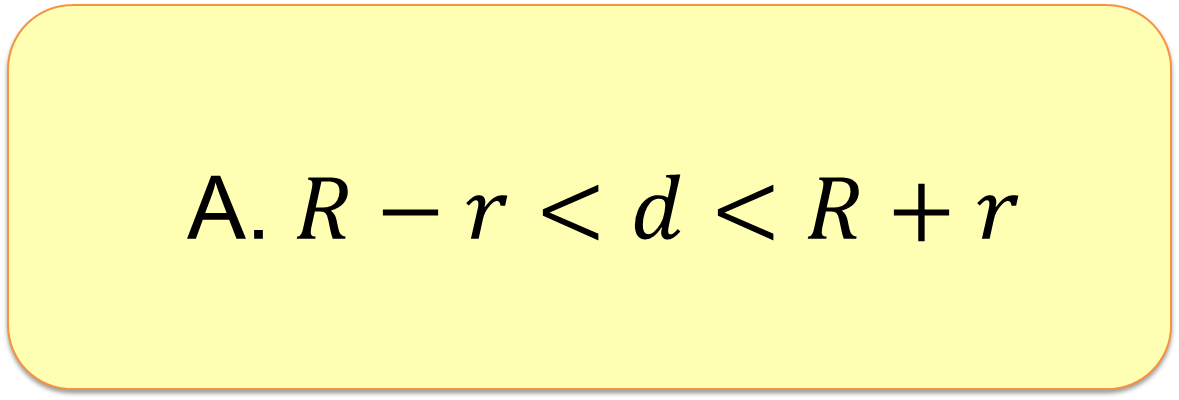 A. R − r < d < R + r